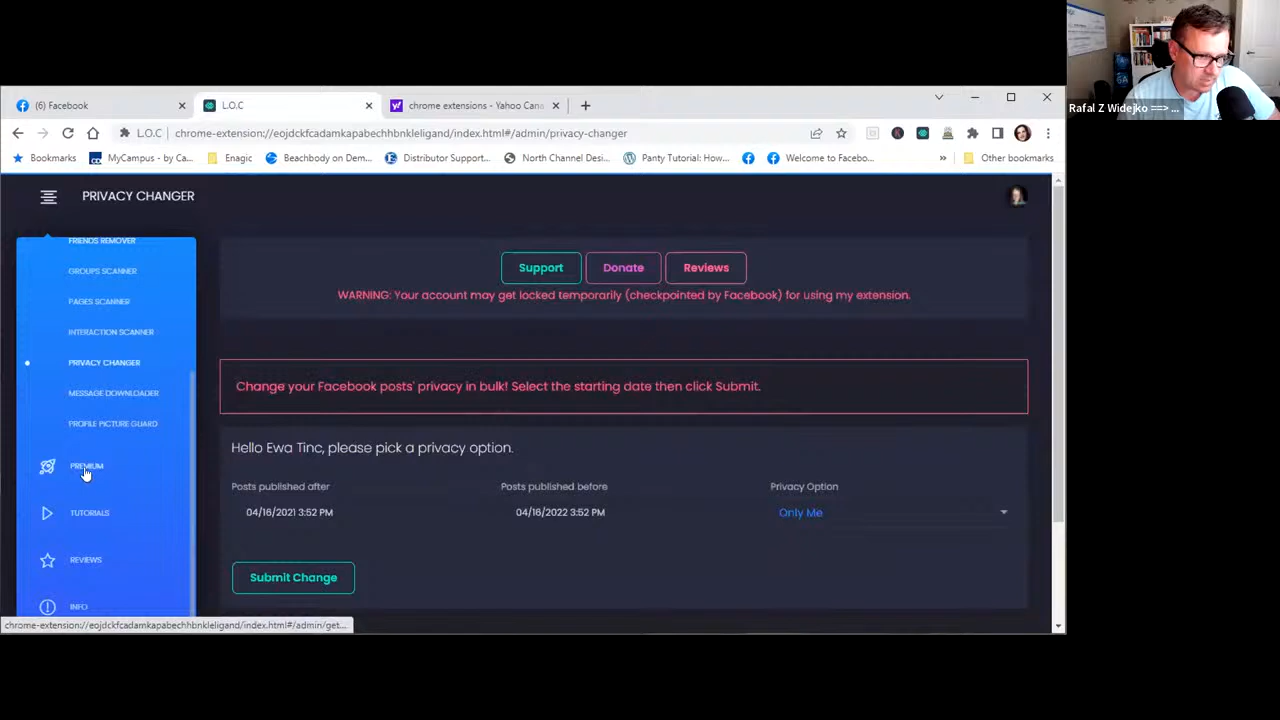 Rafal Z Widejko ==> ...
(6) Facebook
L.O.C
chrome extensions - Yahoo Cana
L.O.C
chrome-extension://eojdckfcadamkapabechhbnkleligand/index.html#/admin/privacy-changer
Bookmarks
MyCampus - by Ca...
Enagic
Beachbody on Dem...
Distributor Support...
North Channel Desi...
Panty Tutorial: How...
Welcome to Facebo...
»
Other bookmarks
PRIVACY CHANGER
FRIENDS REMOVER
GROUPS SCANNER
PAGES SCANNER
INTERACTION SCANNER
PRIVACY CHANGER
MESSAGE DOWNLOADER
PROFILE PICTURE GUARD
PREMIUM
TUTORIALS
REVIEWS
INFO
Support
Donate
Reviews
WARNING: Your account may get locked temporarily (checkpointed by Facebook) for using my extension.
Change your Facebook posts' privacy in bulk! Select the starting date then click Submit.
Hello Ewa Tinc, please pick a privacy option.
Posts published after
Posts published before
Privacy Option
04/16/2021 3:52 PM
04/16/2022 3:52 PM
Only Me
Submit Change
chrome-extension://eojdckfcadamkapabechhbnkleligand/index.html#/admin/get...